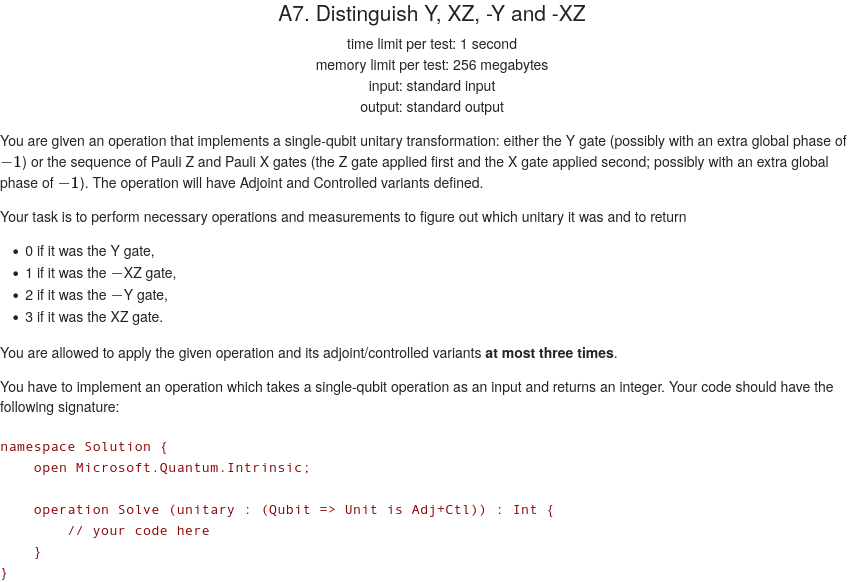 A7. Distinguish Y, XZ, -Y and -XZ
time limit per test: 1 second
memory limit per test: 256 megabytes
input: standard input
output: standard output
You are given an operation that implements a single-qubit unitary transformation: either the Y gate (possibly with an extra global phase of
−1) or the sequence of Pauli Z and Pauli X gates (the Z gate applied first and the X gate applied second; possibly with an extra global
phase of −1). The operation will have Adjoint and Controlled variants defined.
Your task is to perform necessary operations and measurements to figure out which unitary it was and to return
• 0 if it was the Y gate,
• 1 if it was the −XZ gate,
• 2 if it was the −Y gate,
• 3 if it was the XZ gate.
You are allowed to apply the given operation and its adjoint/controlled variants at most three times.
You have to implement an operation which takes a single-qubit operation as an input and returns an integer. Your code should have the
following signature:
namespace Solution {
    open Microsoft.Quantum.Intrinsic;
    operation Solve (unitary : (Qubit => Unit is Adj+Ctl)) : Int {
        // your code here
    }
}